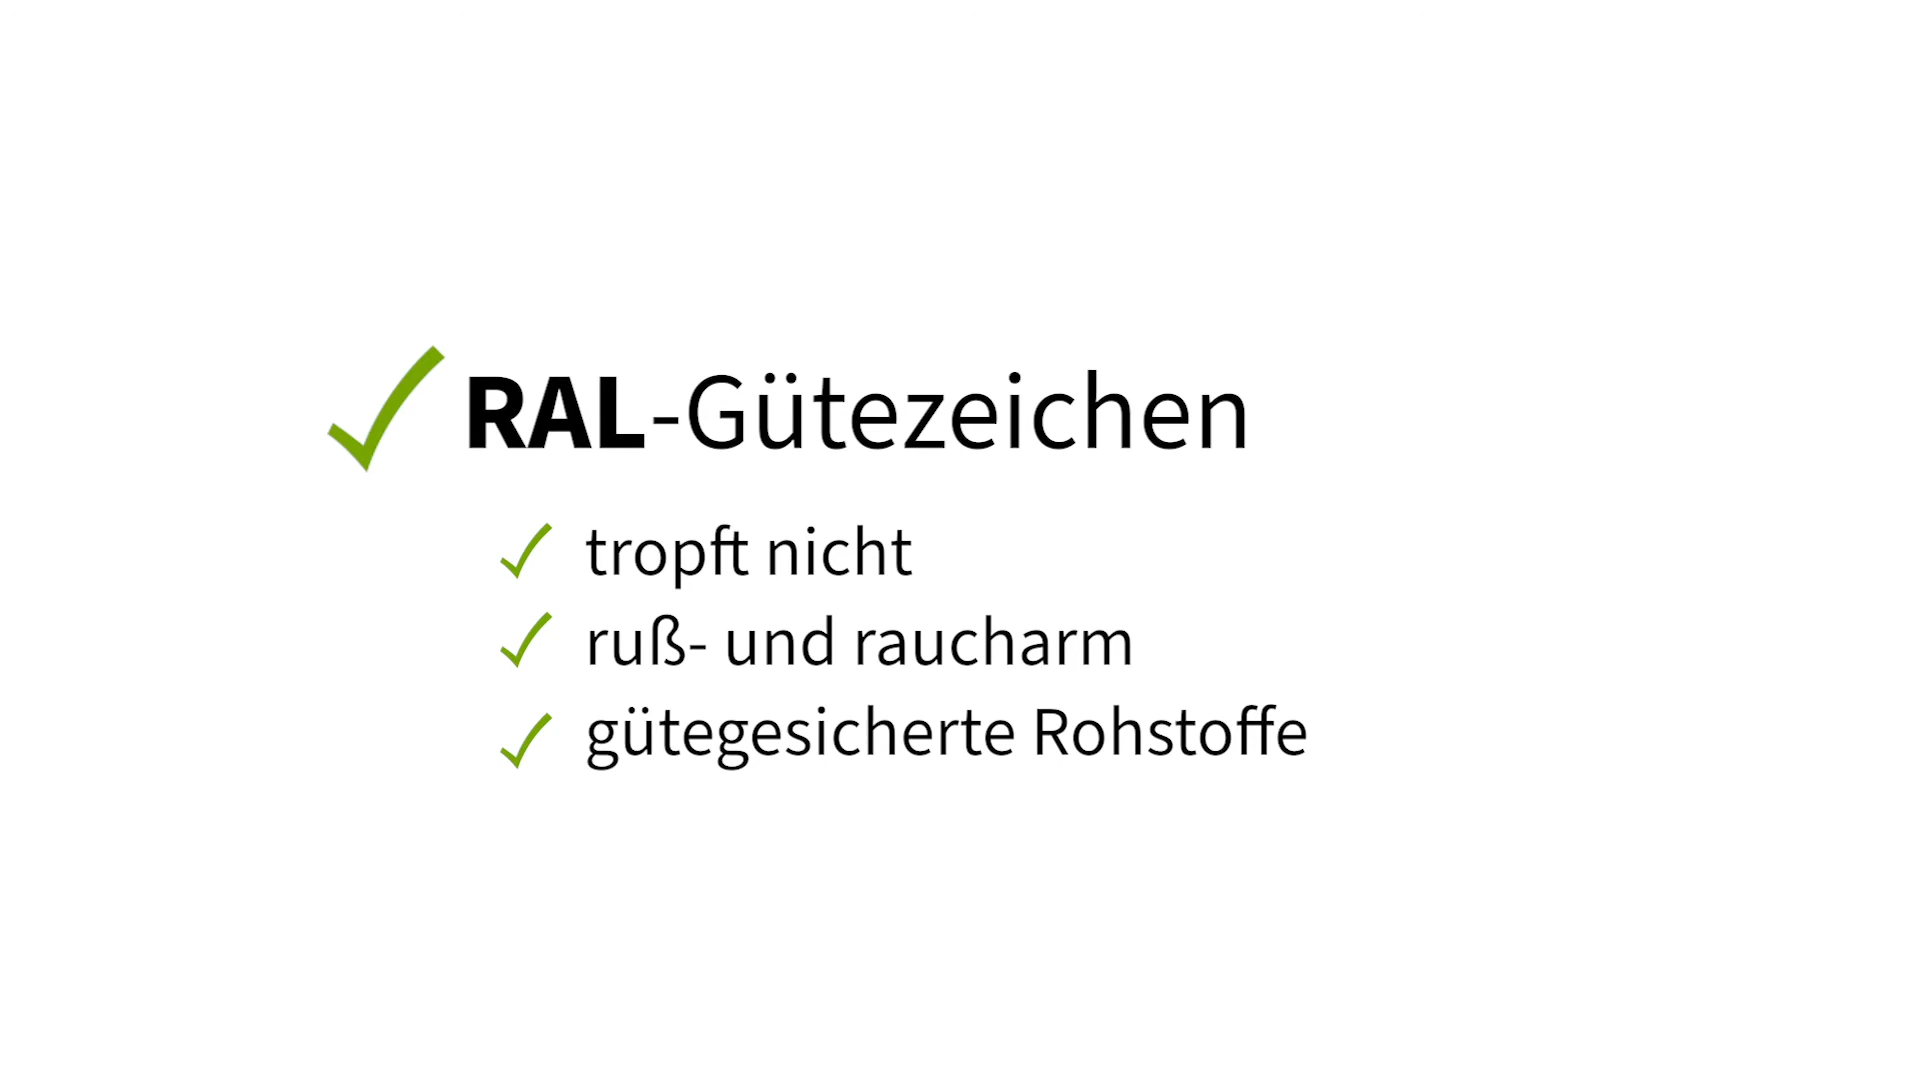 RAL-Gütezeichen
tropft nicht
ruß- und raucharm
gütegesicherte Rohstoffe